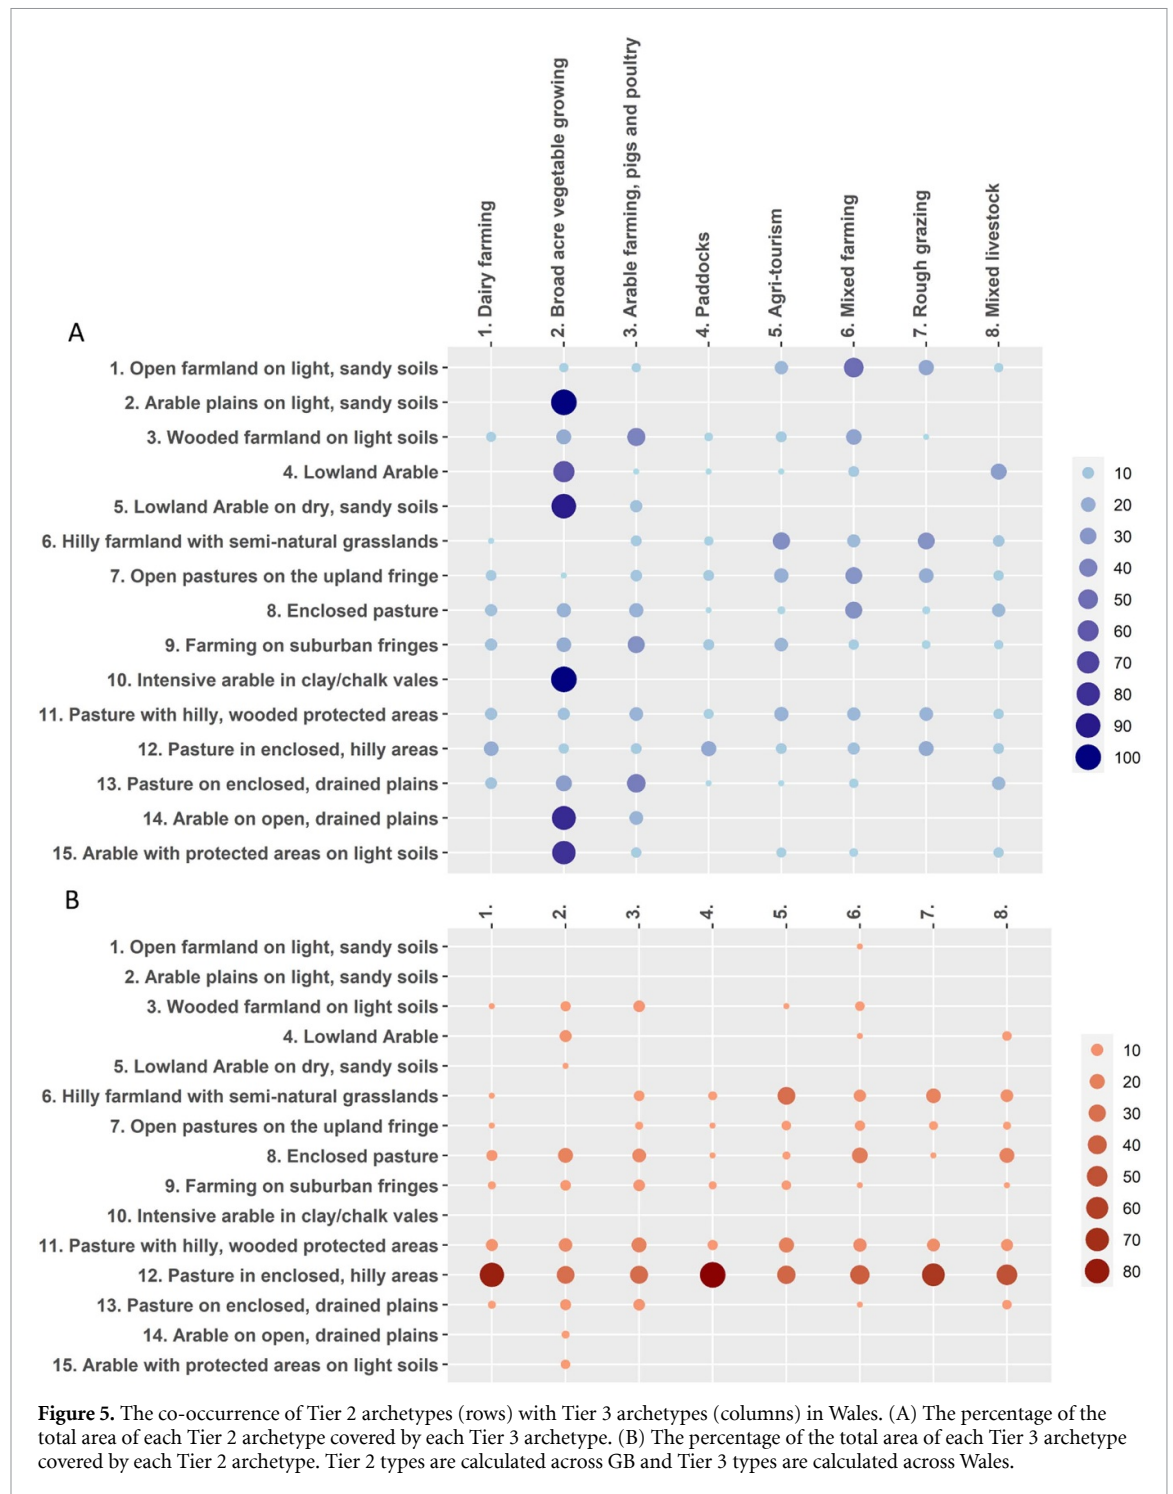 1. Dairy farming
2. Broad acre vegetable growing
3. Arable farming, pigs and poultry
4. Paddocks
5. Agri-tourism
6. Mixed farming
7. Rough grazing
8. Mixed livestock
A
1. Open farmland on light, sandy soils
2. Arable plains on light, sandy soils
3. Wooded farmland on light soils
4. Lowland Arable
5. Lowland Arable on dry, sandy soils
6. Hilly farmland with semi-natural grasslands
7. Open pastures on the upland fringe
8. Enclosed pasture
9. Farming on suburban fringes
10. Intensive arable in clay/chalk vales
11. Pasture with hilly, wooded protected areas
12. Pasture in enclosed, hilly areas
13. Pasture on enclosed, drained plains
14. Arable on open, drained plains
15. Arable with protected areas on light soils
10
20
30
40
50
60
70
80
90
100
B
1.
2.
3.
4.
5.
6.
7.
8.
1. Open farmland on light, sandy soils
2. Arable plains on light, sandy soils
3. Wooded farmland on light soils
4. Lowland Arable
5. Lowland Arable on dry, sandy soils
6. Hilly farmland with semi-natural grasslands
7. Open pastures on the upland fringe
8. Enclosed pasture
9. Farming on suburban fringes
10. Intensive arable in clay/chalk vales
11. Pasture with hilly, wooded protected areas
12. Pasture in enclosed, hilly areas
13. Pasture on enclosed, drained plains
14. Arable on open, drained plains
15. Arable with protected areas on light soils
10
20
30
40
50
60
70
80
Figure 5. The co-occurrence of Tier 2 archetypes (rows) with Tier 3 archetypes (columns) in Wales. (A) The percentage of the
total area of each Tier 2 archetype covered by each Tier 3 archetype. (B) The percentage of the total area of each Tier 3 archetype
covered by each Tier 2 archetype. Tier 2 types are calculated across GB and Tier 3 types are calculated across Wales.